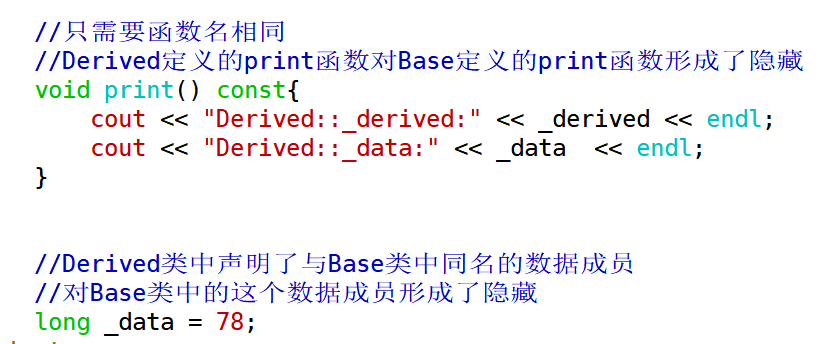 //只需要函数名相同
//Derived定义的print函数对Base定义的print函数形成了隐藏
void print() const{
cout << "Derived::_derived:" << _derived << endl;
cout << "Derived::_data:" << _data  << endl;
}
//Derived类中声明了与Base类中同名的数据成员
//对Base类中的这个数据成员形成了隐藏
long _data = 78;